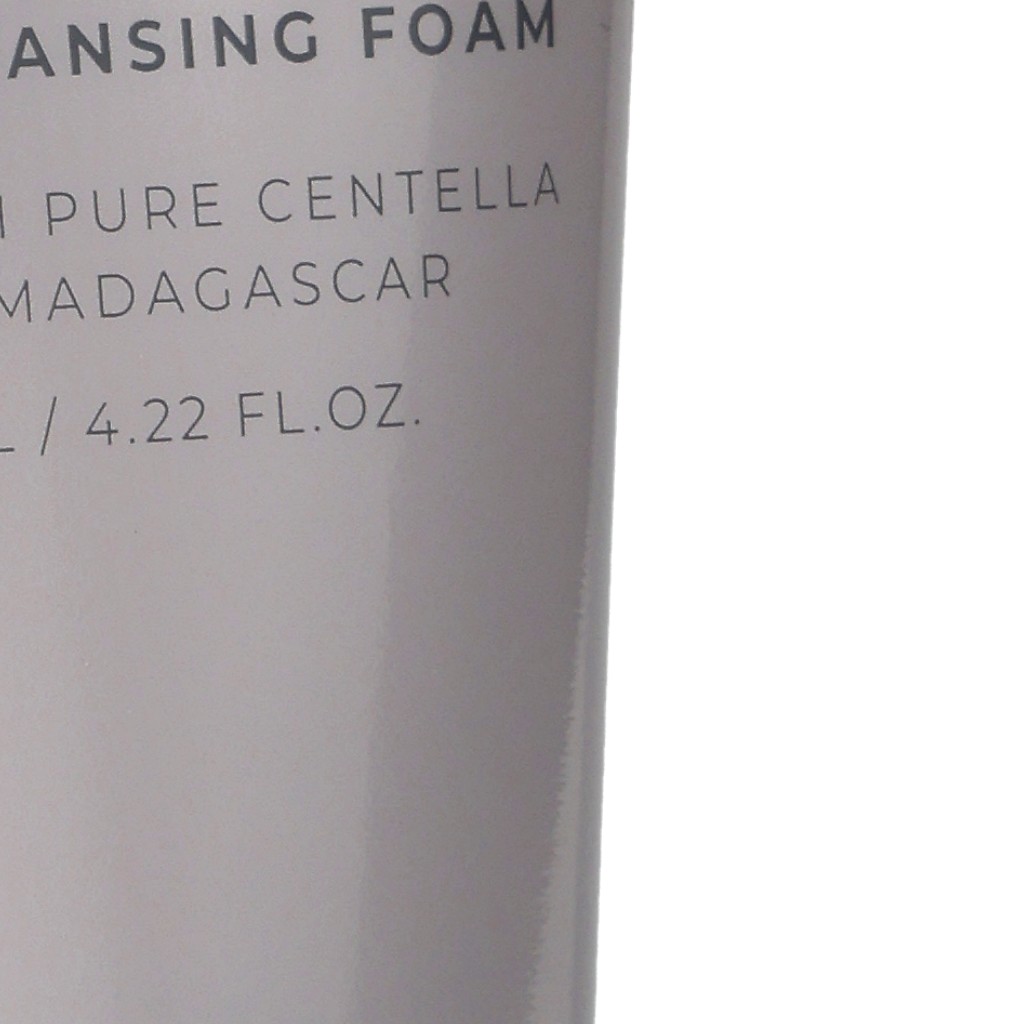 ANSING FOAM
PURE CENTELLA
MADAGASCAR
/ 4.22 FL.OZ.